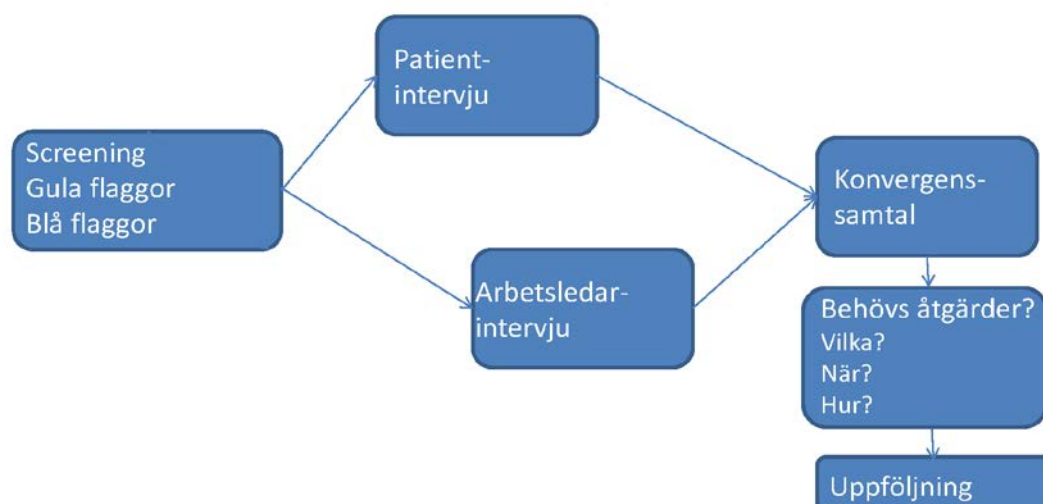 Screening
Gula flaggor
Blå flaggor
Patient-
intervju
Arbetsledar-
intervju
Konvergens-
samtal
Behövs åtgärder?
Vilka?
När?
Hur?
Uppföljning